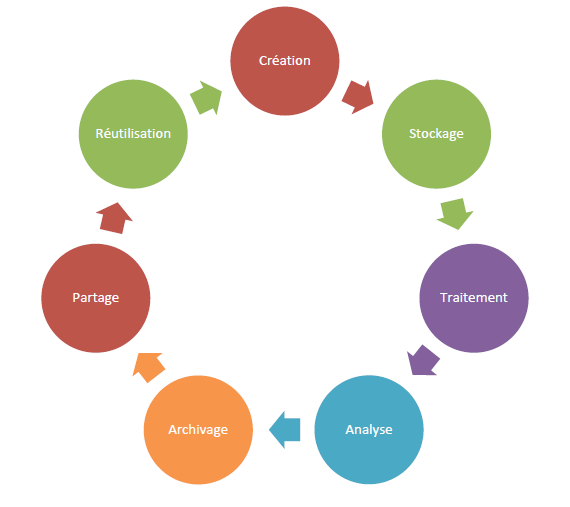 Création
Stockage
Traitement
Analyse
Archivage
Partage
Réutilisation